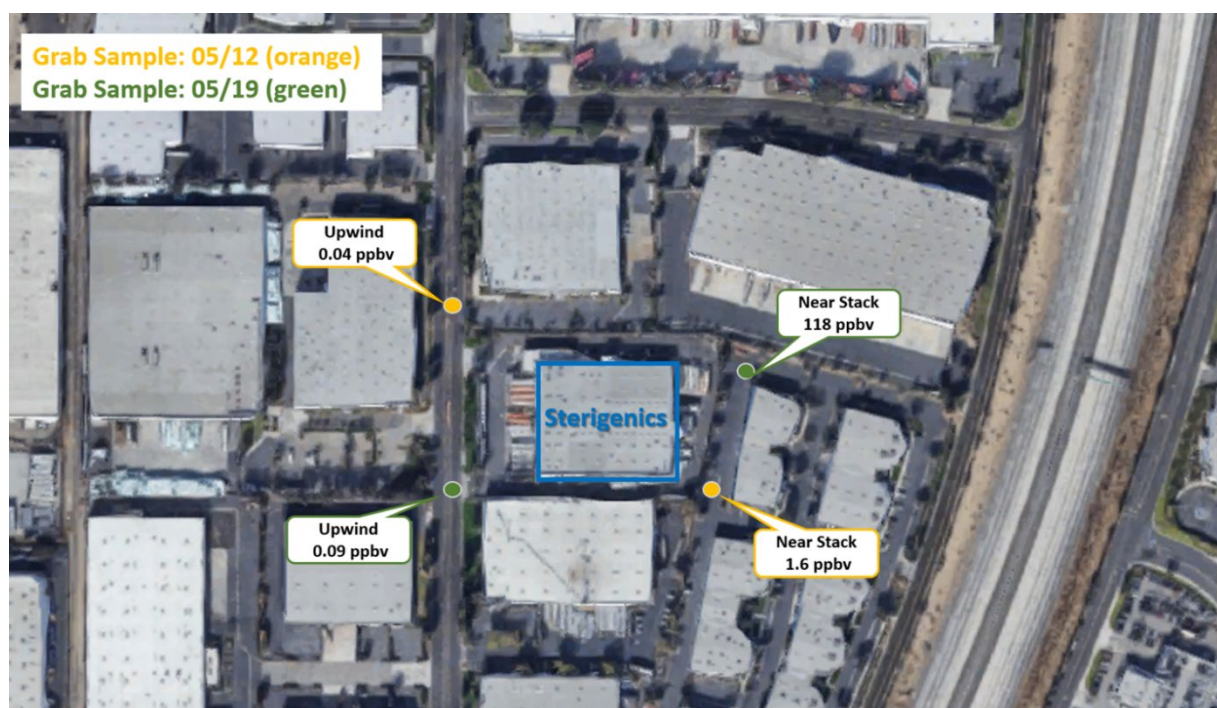 Grab Sample: 05/12 (orange)
Grab Sample: 05/19 (green)
Upwind
0.04 ppbv
Near Stack
118 ppbv
Sterigenics
Upwind
0.09 ppbv
Near Stack
1.6 ppbv